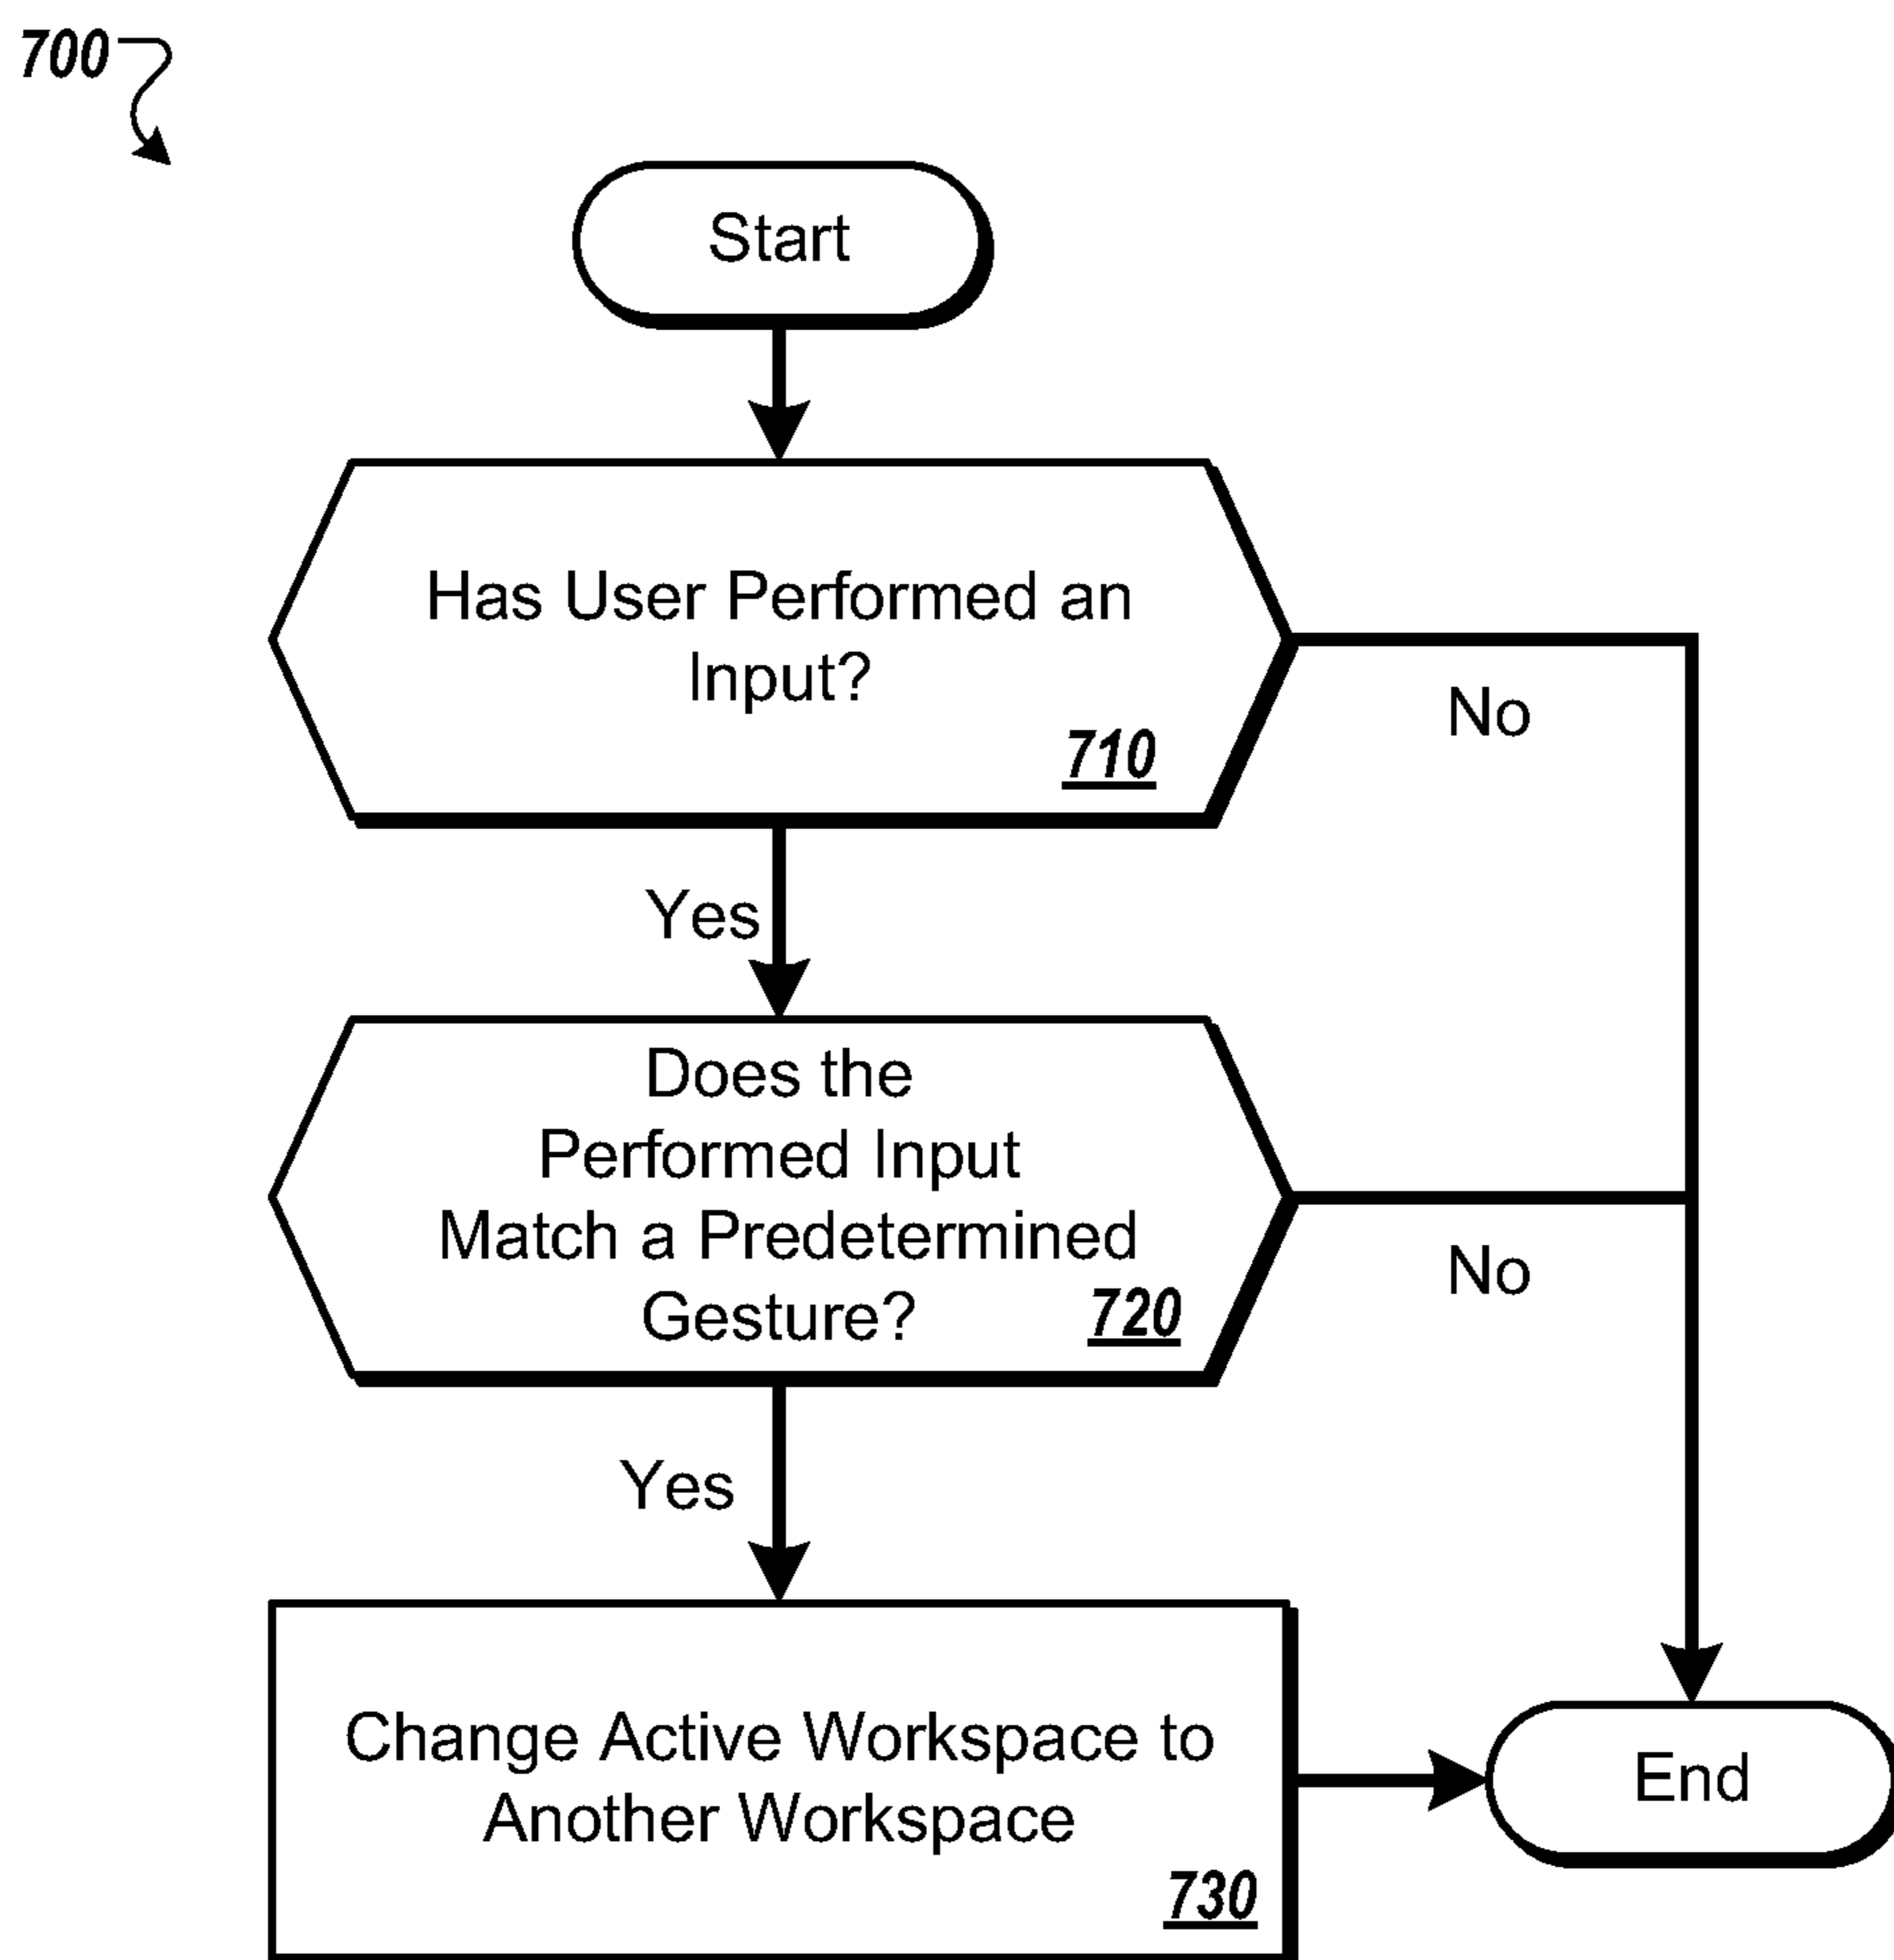 700
Start
Has User Performed an
Input?
710
No
Yes
Does the
Performed Input
Match a Predetermined
Gesture?
720
No
Yes
Change Active Workspace to
Another Workspace
730
End